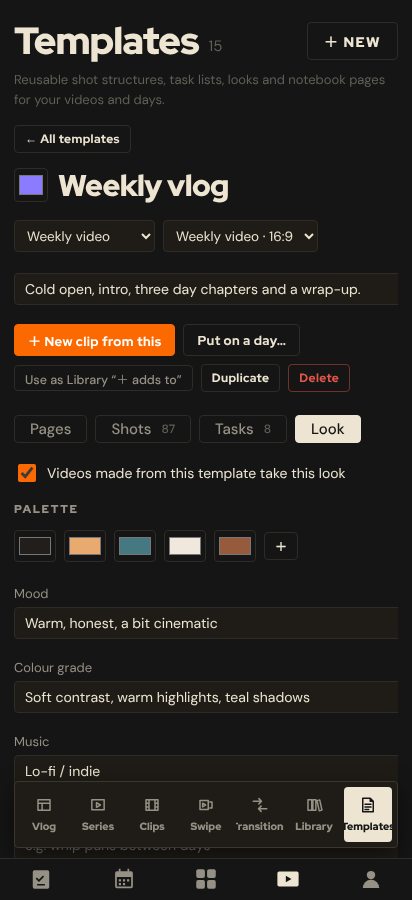 Templates 15
+ NEW
Reusable shot structures, task lists, looks and notebook pages
for your videos and days.
← All templates
Weekly vlog
Weekly video
Weekly video · 16:9
Cold open, intro, three day chapters and a wrap-up.
+ New clip from this
Put on a day...
Use as Library “+ adds to”
Duplicate
Delete
Pages
Shots 87
Tasks 8
Look
Videos made from this template take this look
PALETTE
+
Mood
Warm, honest, a bit cinematic
Colour grade
Soft contrast, warm highlights, teal shadows
Music
Lo-fi / indie
e.g. whip pans between days
Vlog
Series
Clips
Swipe
Transition
Library
Templates